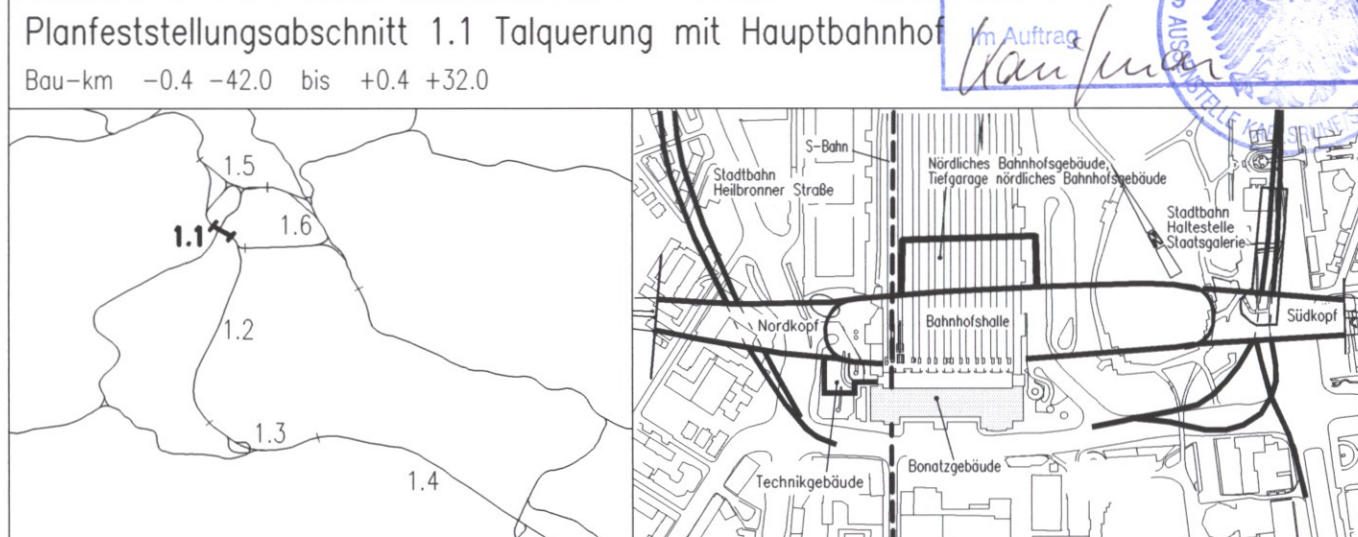 Planfeststellungsabschnitt 1.1 Talquerung mit Hauptbahnhof
Bau-km -0.4 -42.0 bis +0.4 +32.0
Im Auftrag
AUSSENSTELLE KARLSRUHE
1.5
1.1
1.6
1.2
1.3
1.4
S-Bahn
Stadtbahn
Heilbronner Straße
Nördliches Bahnhofsgebäude,
Tiefgarage nördliches Bahnhofsgebäude
Stadtbahn
Haltestelle
Staatsgalerie
Nordkopf
Bahnhofshalle
Südkopf
Technikgebäude
Bonatzgebäude